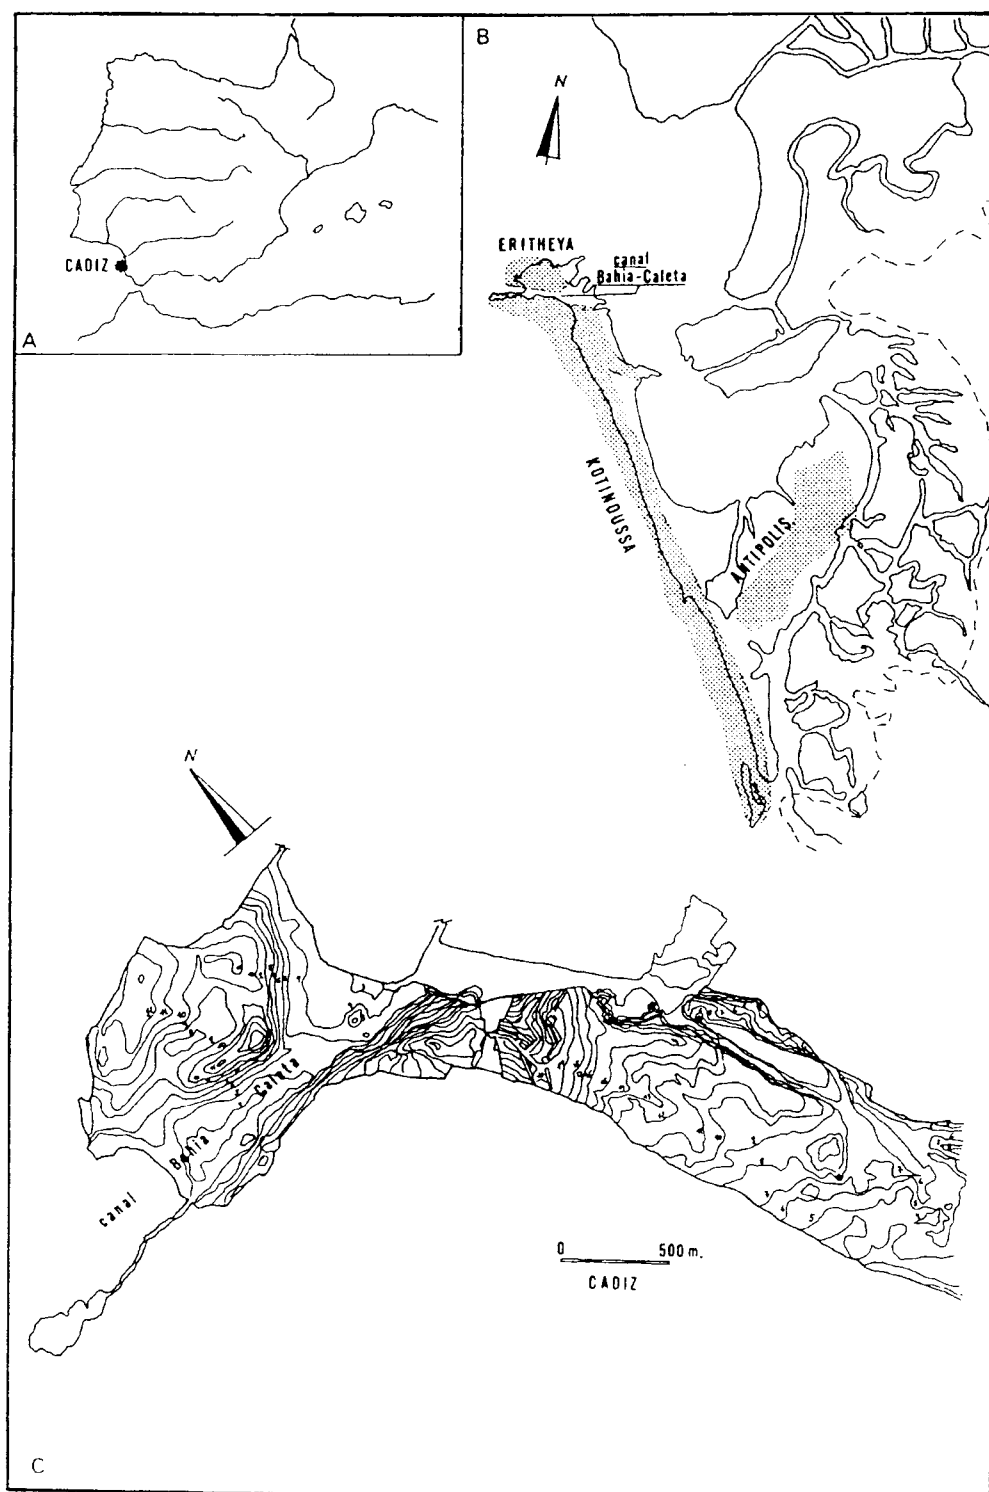 A
CADIZ
B
N
ERITHEYA
canal
Bahia-Caleta
KOTINOUSSA
ANTIPOLIS
N
canal Bahia Caleta
0 500 m.
CADIZ
C